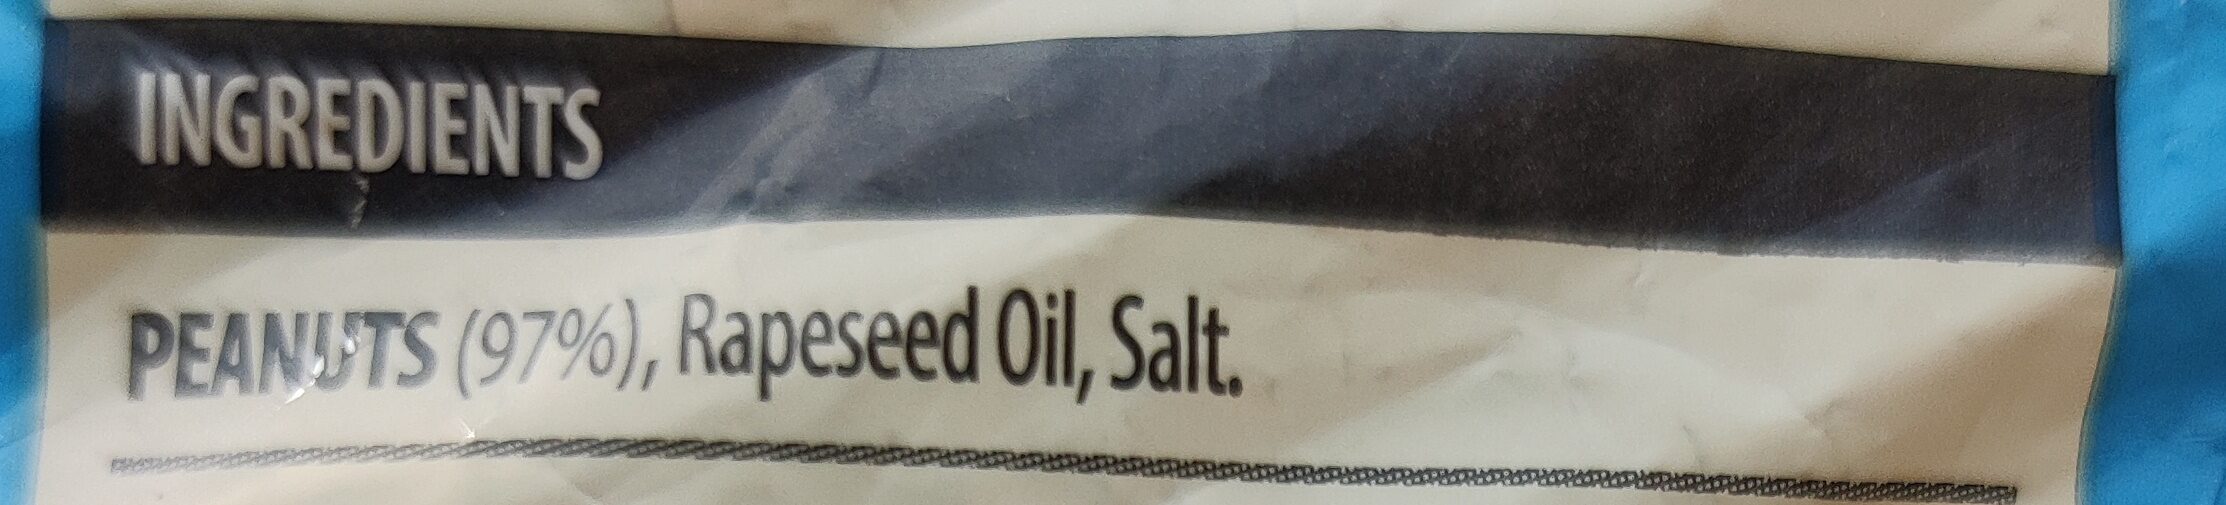 INGREDIENTS
PEANUTS (97%), Rapeseed Oil, Salt.